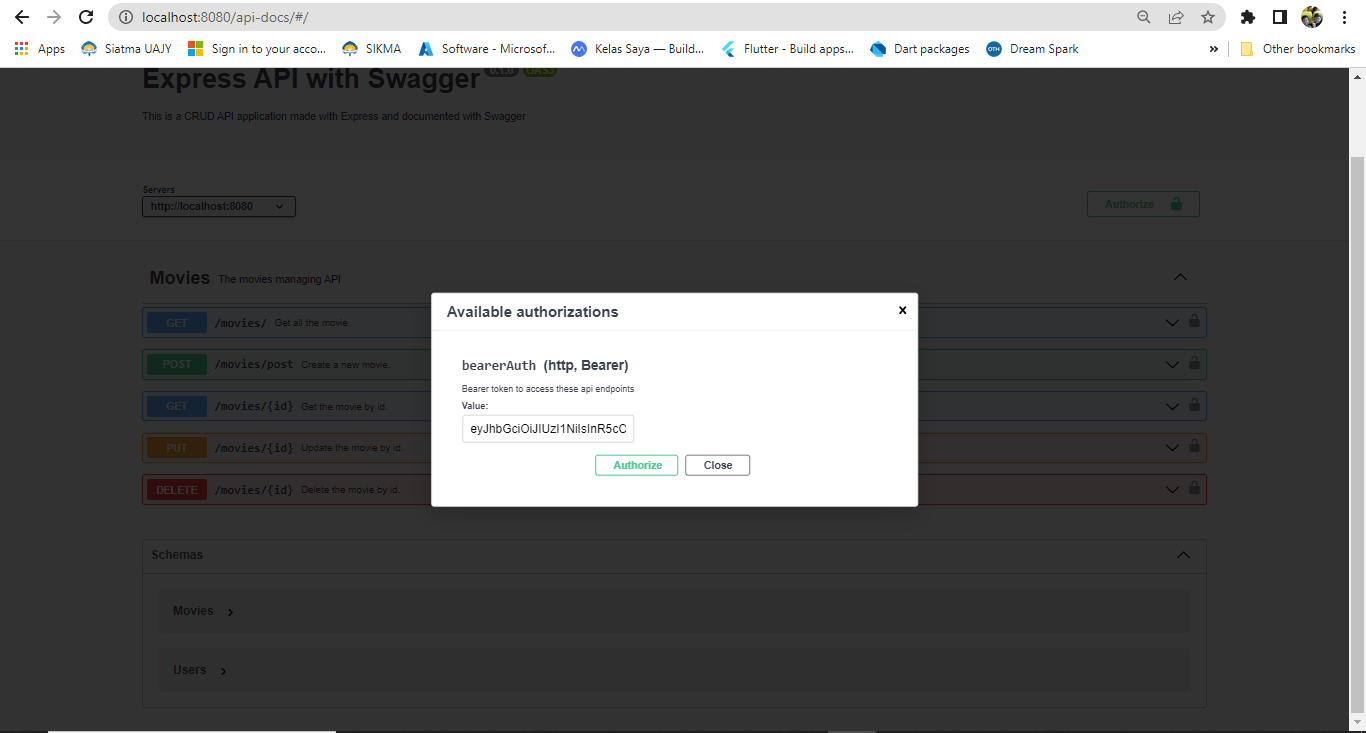 localhost:8080/api-docs/#/
Apps Siatma UAJY Sign in to your acco... SIKMA Software - Microsof... Kelas Saya — Build... Flutter - Build apps... Dart packages OTH Dream Spark » Other bookmarks
Express API with Swagger 0.1.0 OAS3
This is a CRUD API application made with Express and documented with Swagger
Servers
http://localhost:8080
Authorize
Movies The movies managing API
GET /movies/ Get all the movie
POST /movies/post Create a new movie.
GET /movies/{id} Get the movie by id.
PUT /movies/{id} Update the movie by id.
DELETE /movies/{id} Delete the movie by id.
Available authorizations x
bearerAuth (http, Bearer)
Bearer token to access these api endpoints
Value:
eyJhbGciOiJIUzI1NiIsInR5cC
Authorize Close
Schemas
Movies
Users